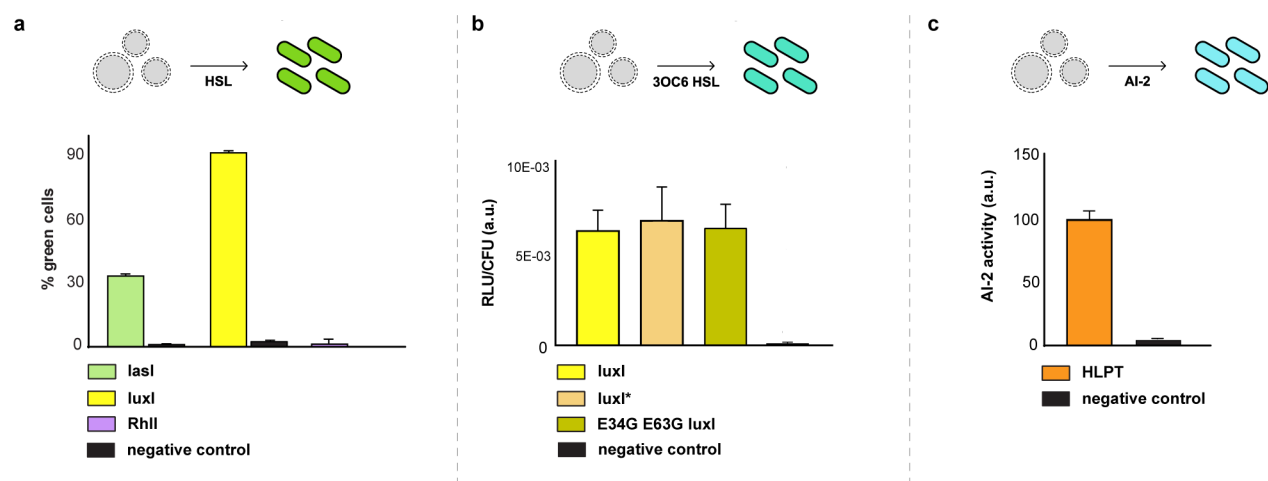 a
HSL
% green cells
90
60
30
0
lasI
luxI
RhlI
negative control
b
3OC6 HSL
RLU/CFU (a.u.)
10E-03
5E-03
0
luxI
luxI*
E34G E63G luxI
negative control
c
AI-2
AI-2 activity (a.u.)
150
100
50
0
HLPT
negative control